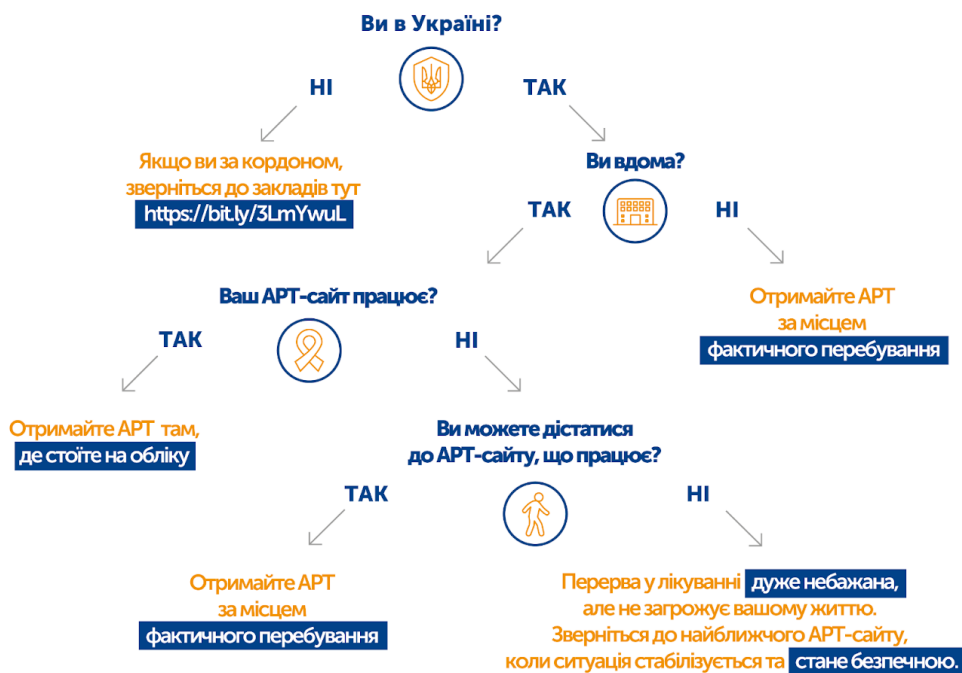 Ви в Україні?
НІ
ТАК
Якщо ви за кордоном,
зверніться до закладів тут
https://bit.ly/3LmYwuL
Ви вдома?
ТАК
НІ
Ваш АРТ-сайт працює?
ТАК
НІ
Отримайте АРТ
за місцем
фактичного перебування
Отримайте АРТ там,
де стоїте на обліку
Ви можете дістатися
до АРТ-сайту, що працює?
ТАК
НІ
Отримайте АРТ
за місцем
фактичного перебування
Перерва у лікуванні дуже небажана,
але не загрожує вашому життю.
Зверніться до найближчого АРТ-сайту,
коли ситуація стабілізується та стане безпечною.